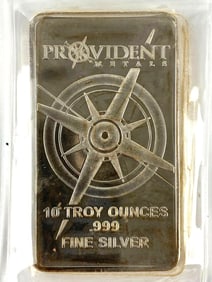 PROVIDENT
METALS
10 TROY OUNCES
.999
FINE SILVER